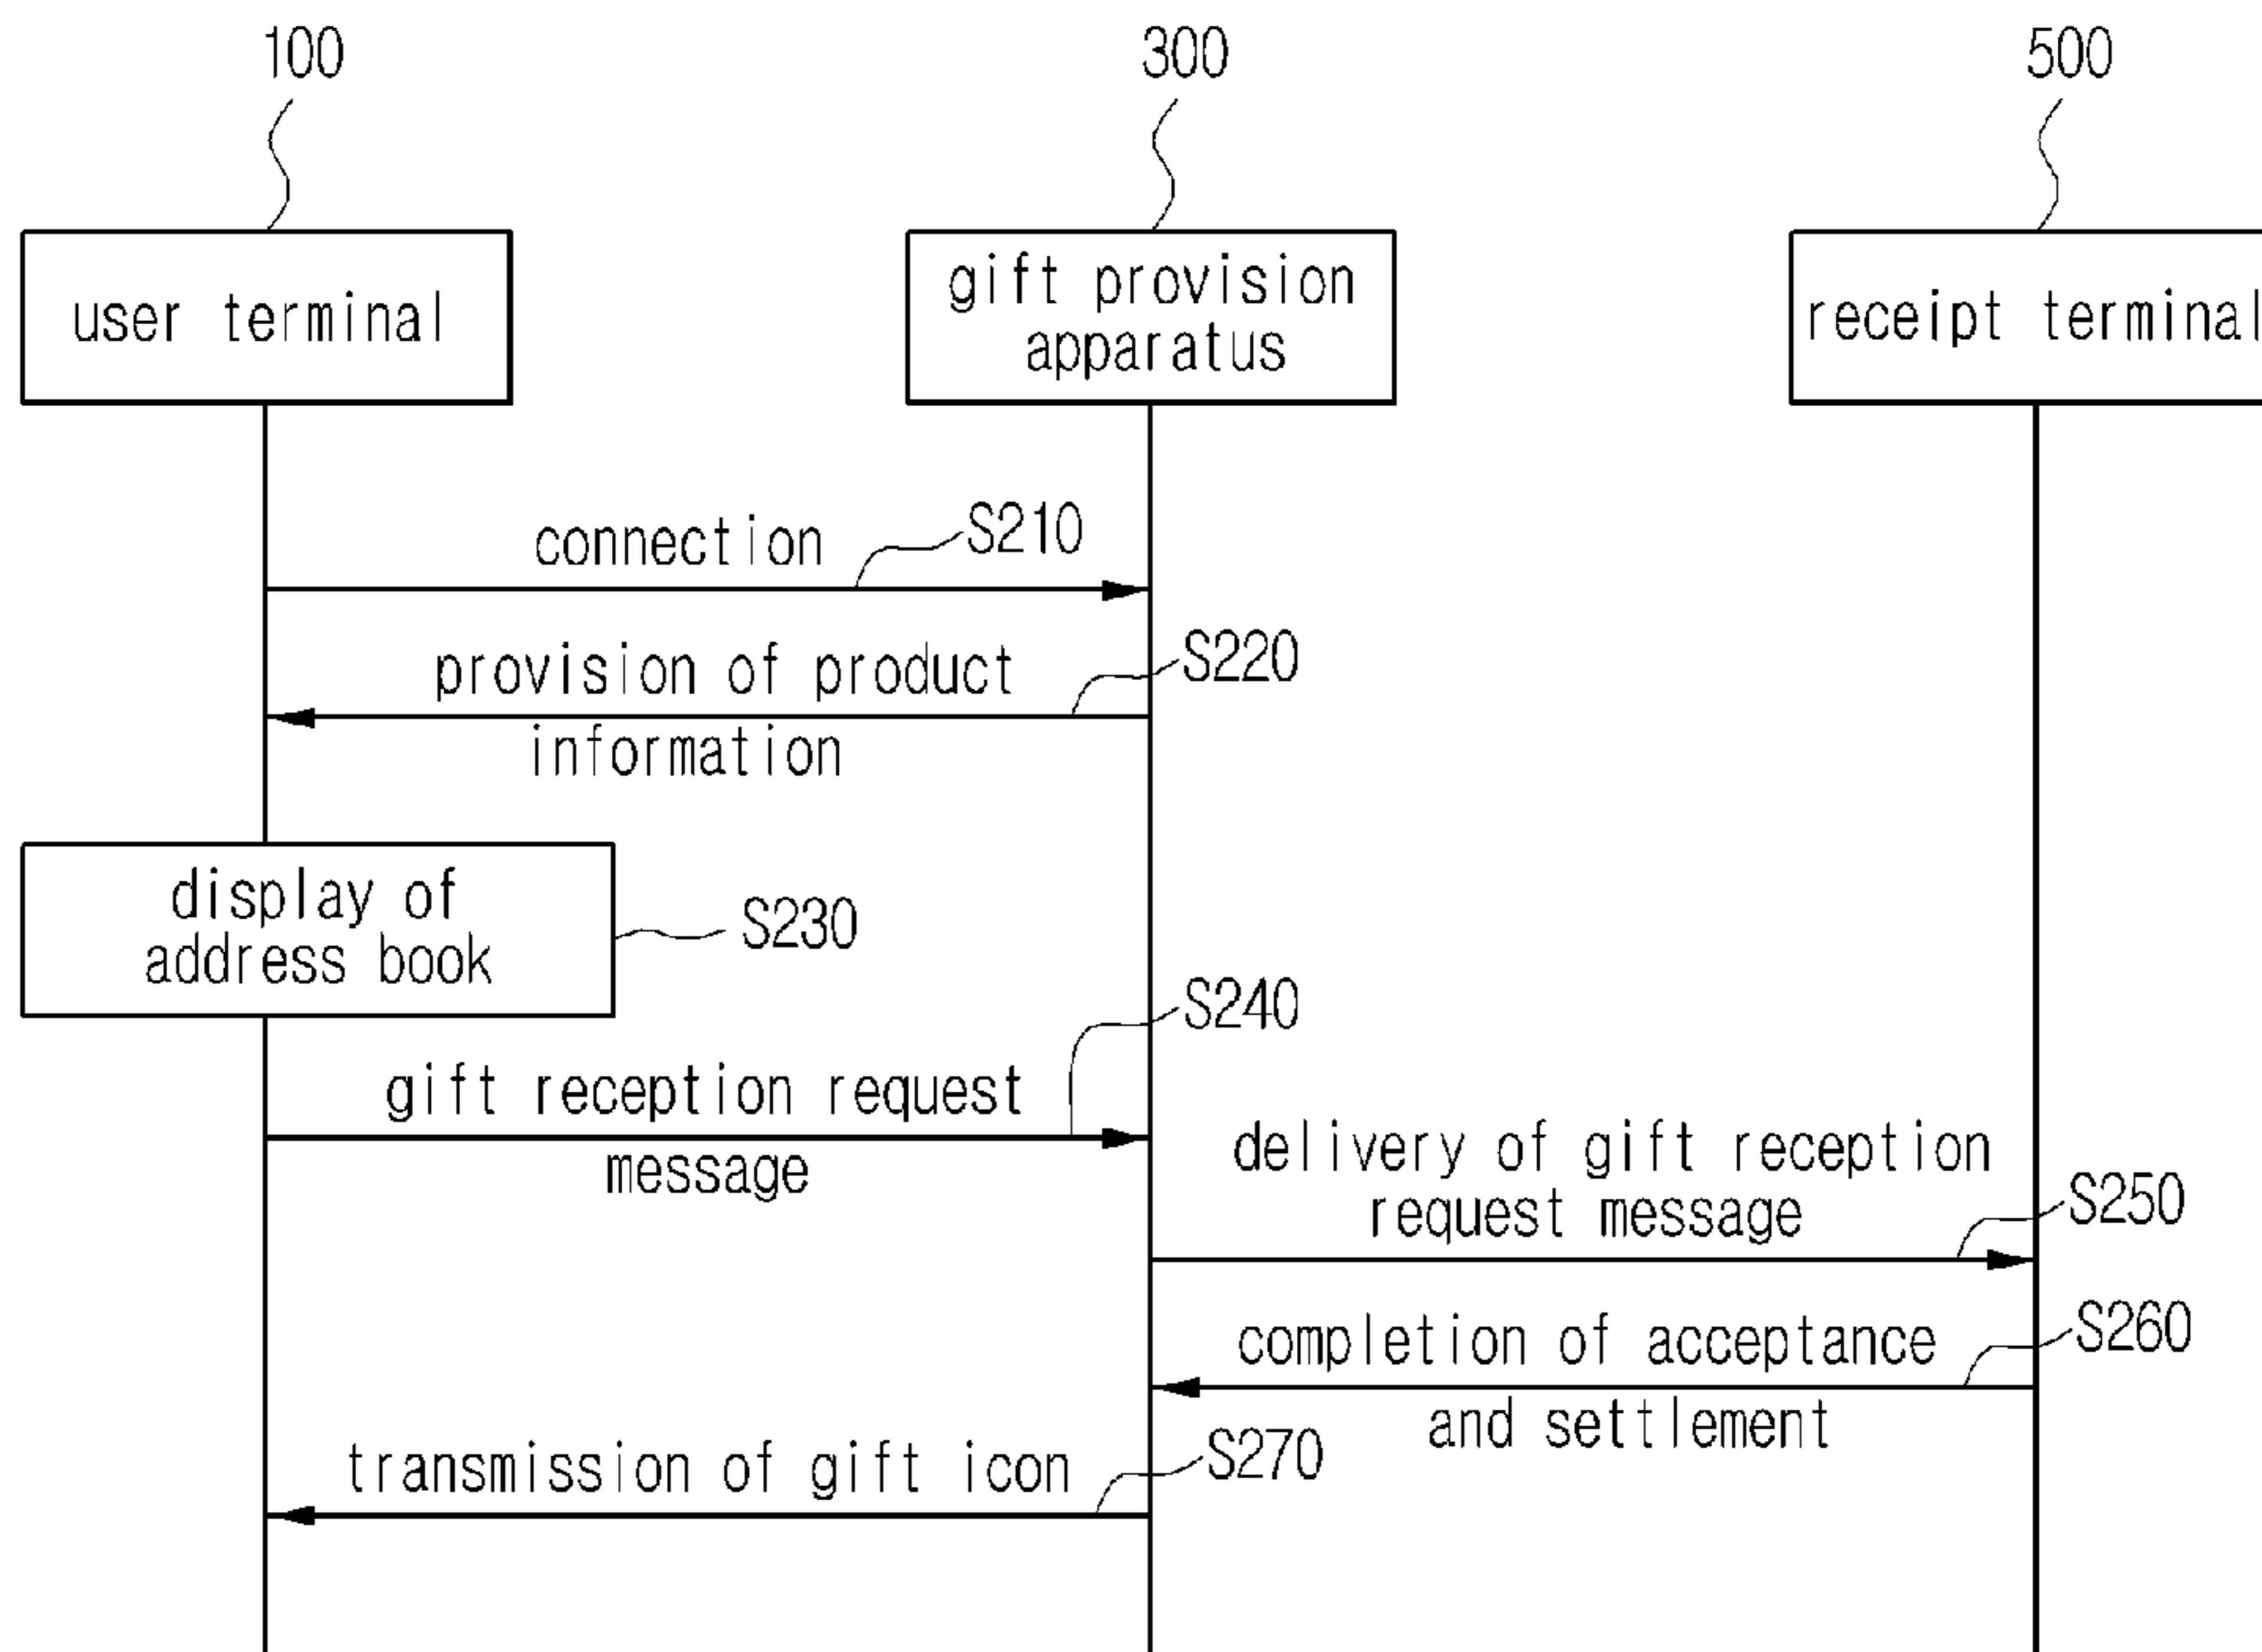 100
300
500
user terminal
gift provision
apparatus
receipt terminal
connection
S210
provision of product
information
S220
display of
address book
S230
S240
gift reception request
message
delivery of gift reception
request message
S250
completion of acceptance
and settlement
S260
transmission of gift icon
S270